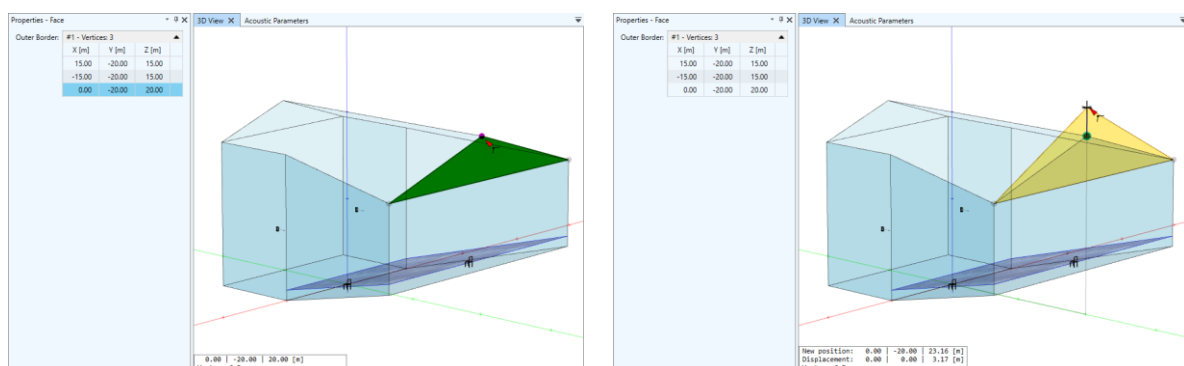 Properties - Face
3D View Acoustic Parameters
Outer Border: #1 - Vertices: 3
X [m] Y [m] Z [m]
15.00 -20.00 15.00
-15.00 -20.00 15.00
0.00 -20.00 20.00
0.00 | -20.00 | 20.00 [m]
Properties - Face
3D View Acoustic Parameters
Outer Border: #1 - Vertices: 3
X [m] Y [m] Z [m]
15.00 -20.00 15.00
-15.00 -20.00 15.00
0.00 -20.00 20.00
New position: 0.00 | -20.00 | 23.16 [m]
Displacement: 0.00 | 0.00 | 3.17 [m]